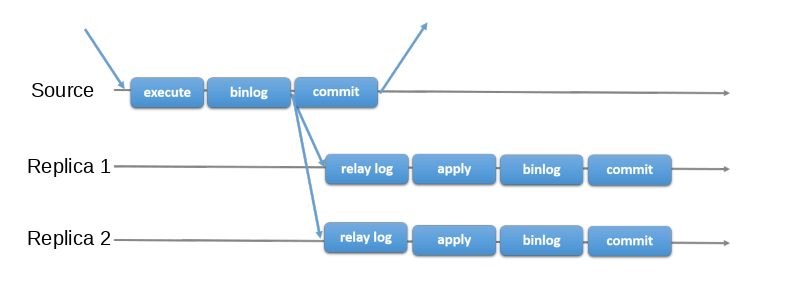 Source execute binlog commit
Replica 1 relay log apply binlog commit
Replica 2 relay log apply binlog commit